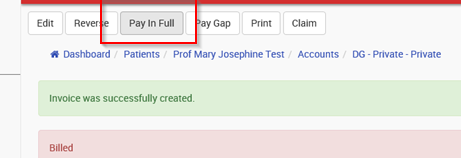 Edit Reverse Pay In Full Pay Gap Print Claim
Dashboard / Patients / Prof Mary Josephine Test / Accounts / DG - Private - Private
Invoice was successfully created.
Billed